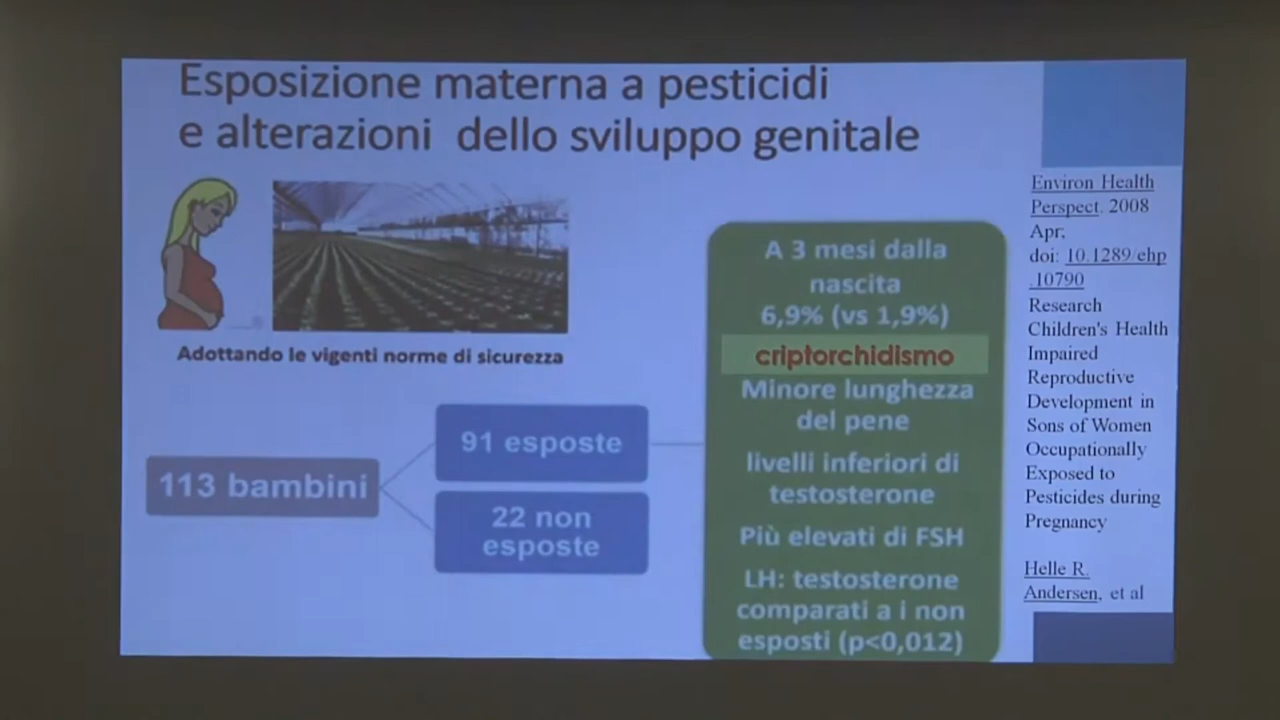 Esposizione materna a pesticidi
e alterazioni dello sviluppo genitale
Adottando le vigenti norme di sicurezza
113 bambini
91 esposte
22 non
esposte
A 3 mesi dalla
nascita
6,9% (vs 1,9%)
criptorchidismo
Minore lunghezza
del pene
livelli inferiori di
testosterone
Più elevati di FSH
LH: testosterone
comparati a i non
esposti (p<0,012)
Environ Health
Perspect. 2008
Apr;
doi: 10.1289/ehp
.10790
Research
Children's Health
Impaired
Reproductive
Development in
Sons of Women
Occupationally
Exposed to
Pesticides during
Pregnancy
Helle R.
Andersen, et al